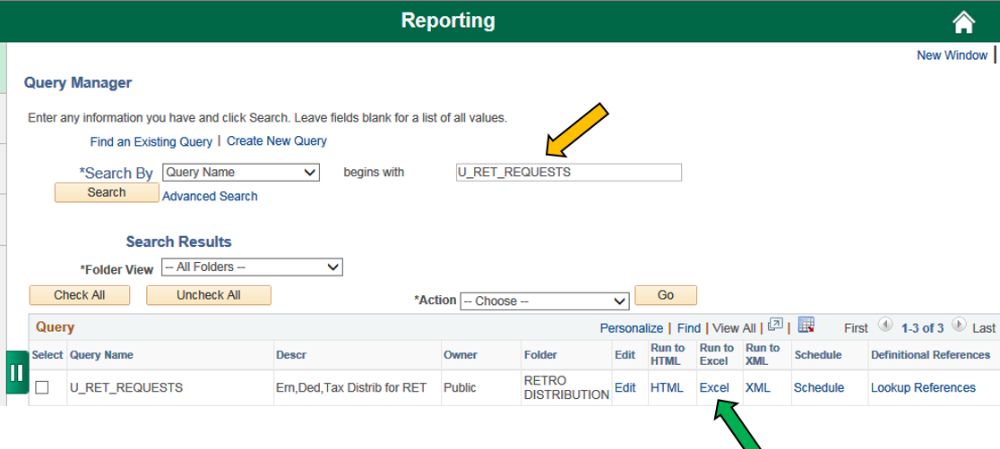 Reporting
New Window
Query Manager
Enter any information you have and click Search. Leave fields blank for a list of all values.
Find an Existing Query | Create New Query
*Search By Query Name begins with U_RET_REQUESTS
Search Advanced Search
Search Results
*Folder View -- All Folders --
Check All Uncheck All *Action -- Choose -- Go
Query Personalize | Find | View All | | First 1-3 of 3 Last
Select Query Name Descr Owner Folder Edit Run to HTML Run to Excel Run to XML Schedule Definitional References
U_RET_REQUESTS Ern,Ded,Tax Distrib for RET Public RETRO DISTRIBUTION Edit HTML Excel XML Schedule Lookup References